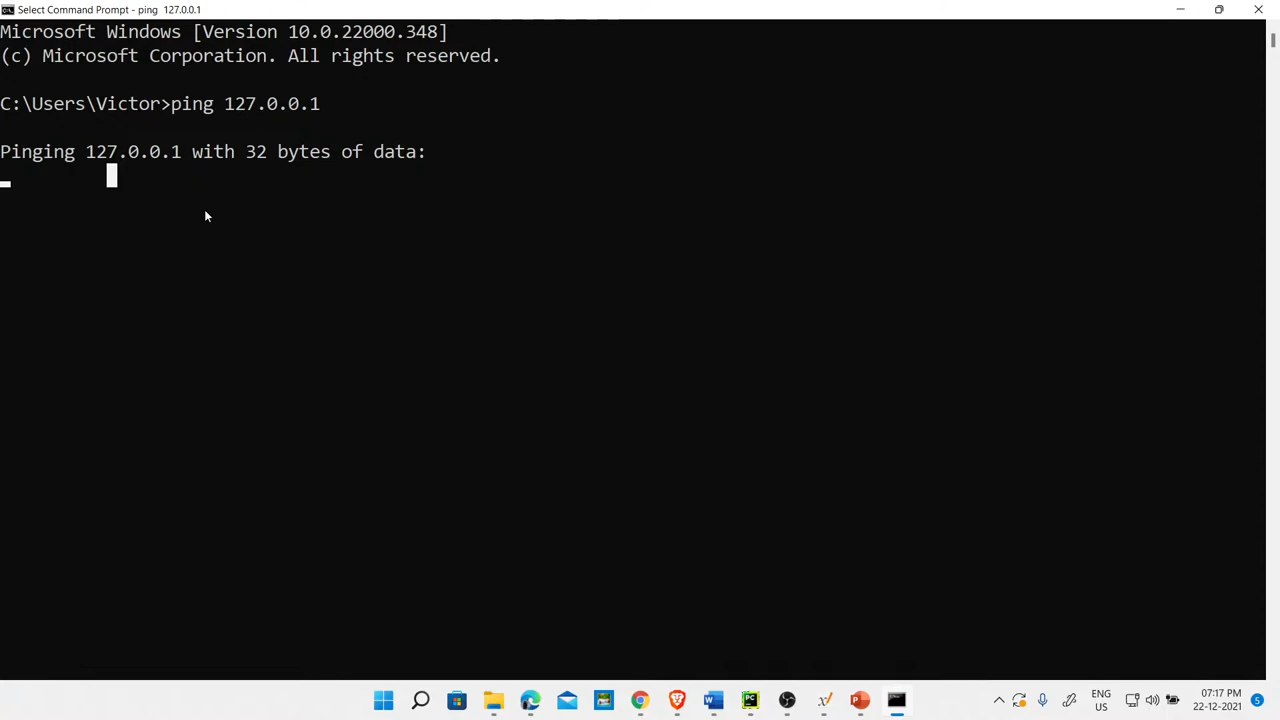 Select Command Prompt - ping  127.0.0.1
Microsoft Windows [Version 10.0.22000.348]
(c) Microsoft Corporation. All rights reserved.
C:\Users\Victor>ping 127.0.0.1
Pinging 127.0.0.1 with 32 bytes of data:
ENG
US
07:17 PM
22-12-2021
5